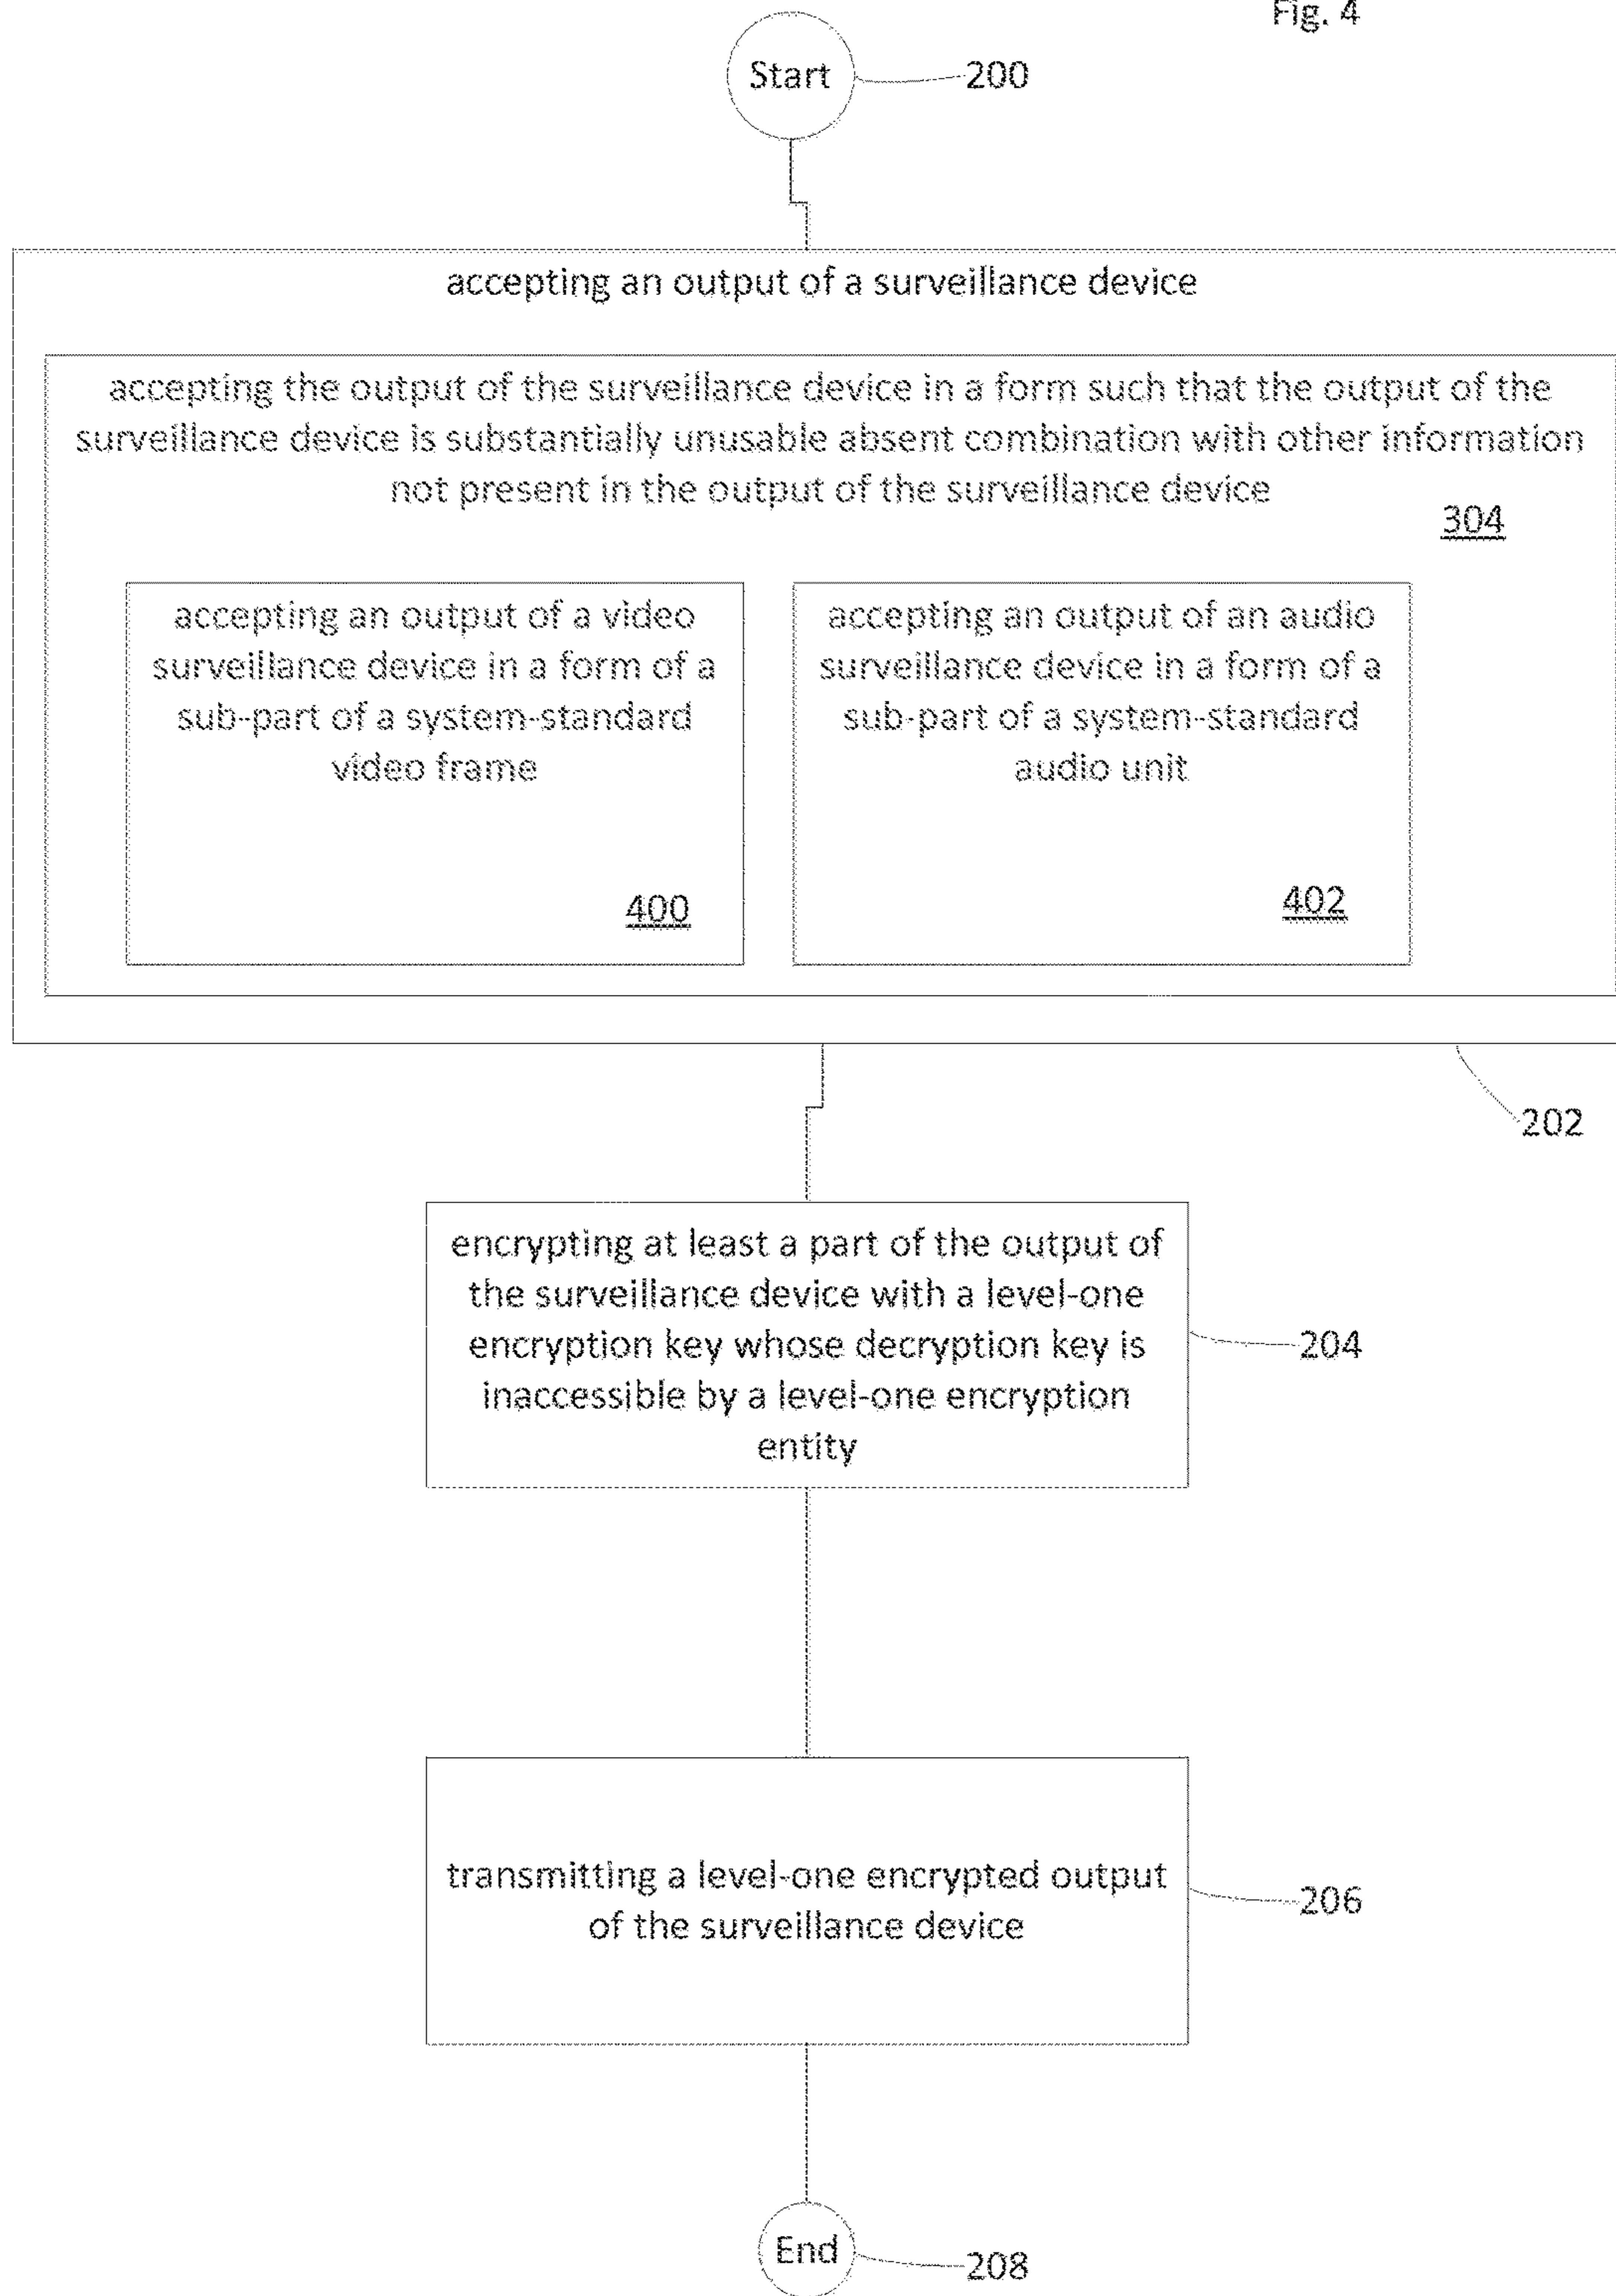 Fig. 4
Start
200
accepting an output of a surveillance device
accepting the output of the surveillance device in a form such that the output of the
surveillance device is substantially unusable absent combination with other information
not present in the output of the surveillance device
304
accepting an output of a video
surveillance device in a form of a
sub-part of a system-standard
video frame
400
accepting an output of an audio
surveillance device in a form of a
sub-part of a system-standard
audio unit
402
202
encrypting at least a part of the output of
the surveillance device with a level-one
encryption key whose decryption key is
inaccessible by a level-one encryption
entity
204
transmitting a level-one encrypted output
of the surveillance device
206
End
208